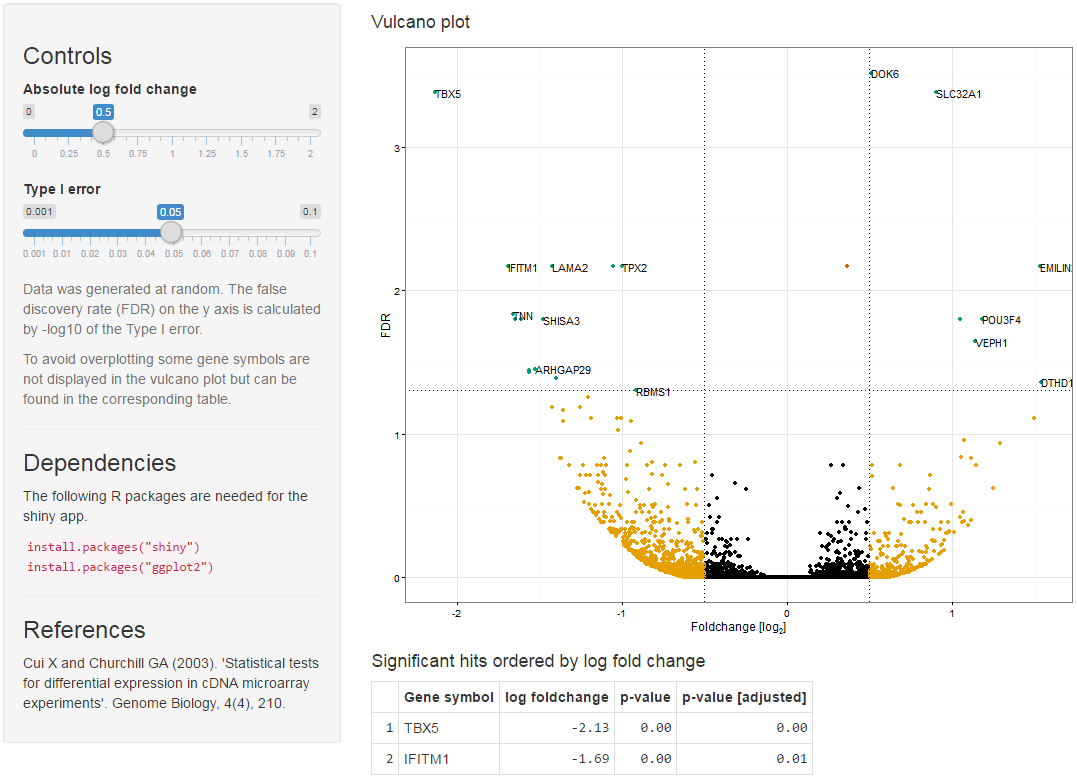 Controls
Absolute log fold change
0 0.5 2
0 0.25 0.5 0.75 1 1.25 1.5 1.75 2
Type I error
0.001 0.05 0.1
0.001 0.01 0.02 0.03 0.04 0.05 0.06 0.07 0.08 0.09 0.1
Data was generated at random. The false
discovery rate (FDR) on the y axis is calculated
by -log10 of the Type I error.
To avoid overplotting some gene symbols are
not displayed in the vulcano plot but can be
found in the corresponding table.
Dependencies
The following R packages are needed for the
shiny app.
install.packages("shiny")
install.packages("ggplot2")
References
Cui X and Churchill GA (2003). 'Statistical tests
for differential expression in cDNA microarray
experiments'. Genome Biology, 4(4), 210.
Vulcano plot
DOK6
TBX5
SLC32A1
3
IFITM1 LAMA2 TPX2 EMILIN
2
TNN SHISA3 POU3F4
VEPH1
FDR
ARHGAP29
DTHD1
RBMS1
1
0
-2 -1 0 1
Foldchange [log2]
Significant hits ordered by log fold change
Gene symbol log foldchange p-value p-value [adjusted]
1 TBX5 -2.13 0.00 0.00
2 IFITM1 -1.69 0.00 0.01